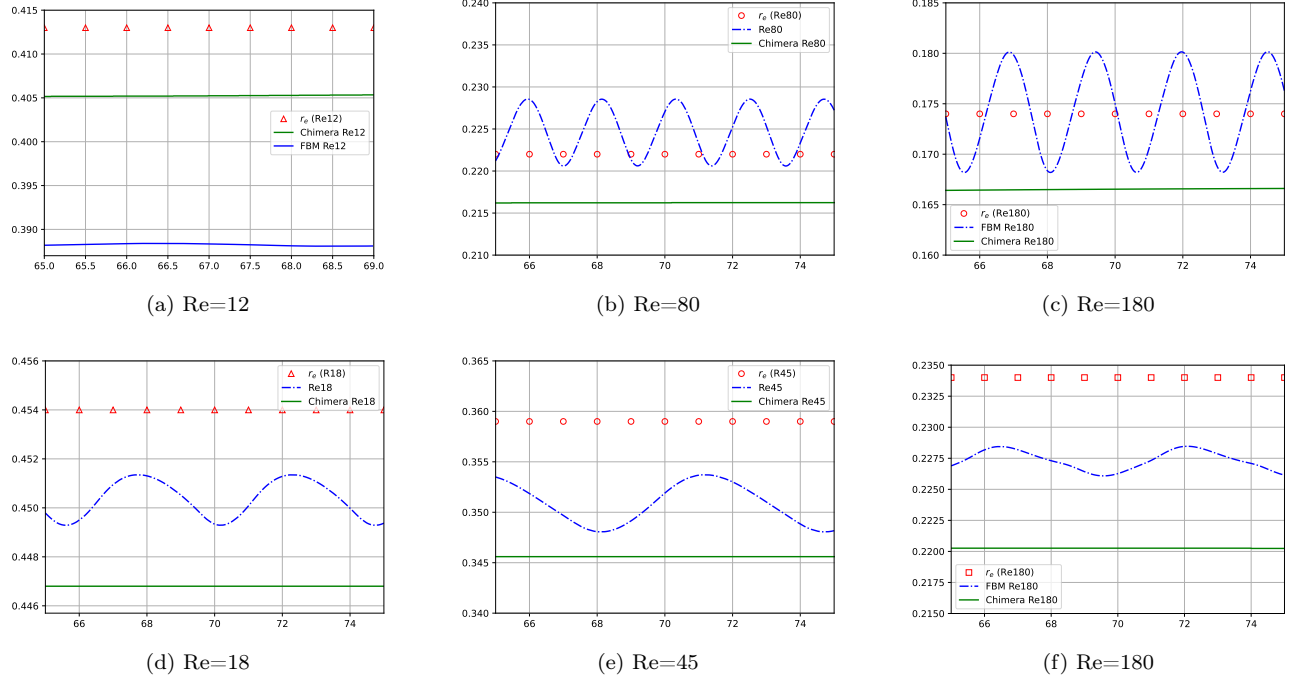 0.415
0.410
0.405
0.400
0.395
0.390
65.0 65.5 66.0 66.5 67.0 67.5 68.0 68.5 69.0
r_e (Re12)
Chimera Re12
FBM Re12
(a) Re=12
0.240
0.235
0.230
0.225
0.220
0.215
0.210
66 68 70 72 74
r_e (Re80)
Re80
Chimera Re80
(b) Re=80
0.185
0.180
0.175
0.170
0.165
0.160
66 68 70 72 74
r_e (Re180)
FBM Re180
Chimera Re180
(c) Re=180
0.456
0.454
0.452
0.450
0.448
0.446
66 68 70 72 74
r_e (R18)
Re18
Chimera Re18
(d) Re=18
0.365
0.360
0.355
0.350
0.345
0.340
66 68 70 72 74
r_e (R45)
Re45
Chimera Re45
(e) Re=45
0.2350
0.2325
0.2300
0.2275
0.2250
0.2225
0.2200
0.2175
0.2150
66 68 70 72 74
r_e (Re180)
FBM Re180
Chimera Re180
(f) Re=180